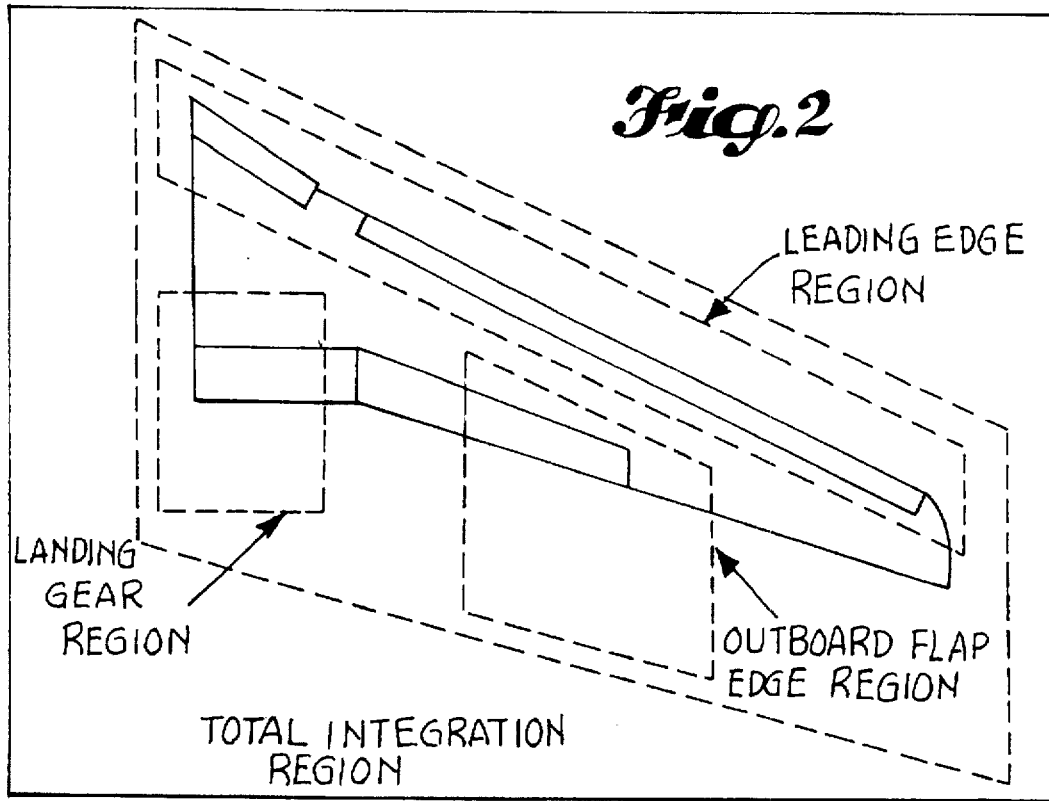 Fig. 2
LEADING EDGE
REGION
LANDING
GEAR
REGION
OUTBOARD FLAP
EDGE REGION
TOTAL INTEGRATION
REGION